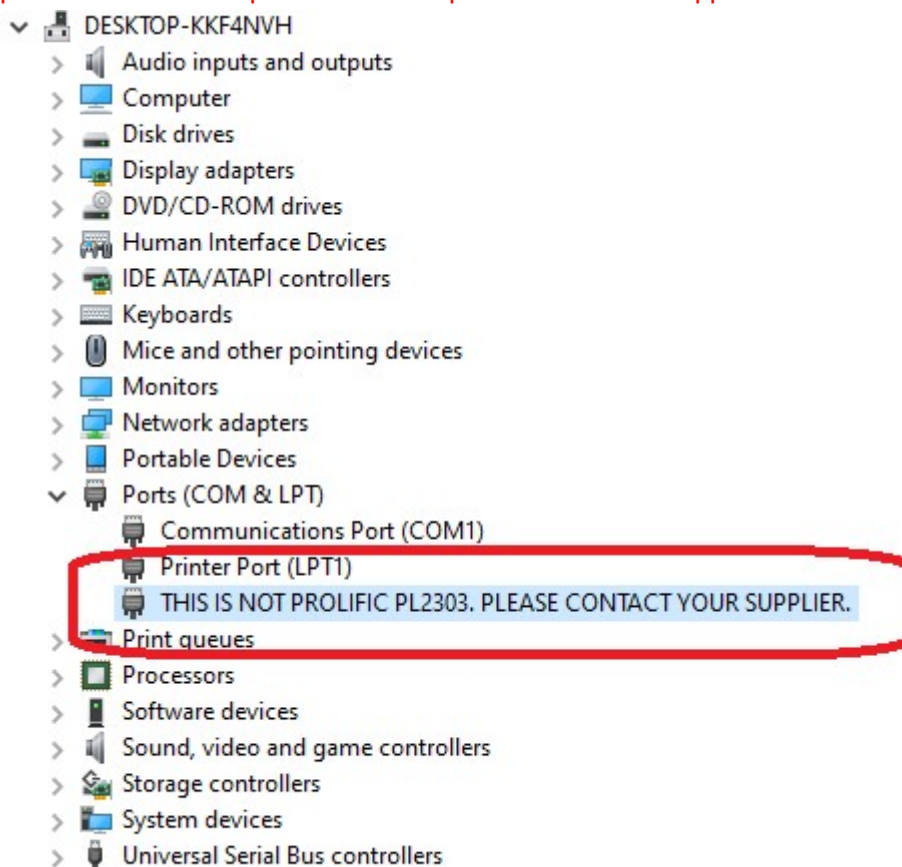 DESKTOP-KKF4NVH
Audio inputs and outputs
Computer
Disk drives
Display adapters
DVD/CD-ROM drives
Human Interface Devices
IDE ATA/ATAPI controllers
Keyboards
Mice and other pointing devices
Monitors
Network adapters
Portable Devices
Ports (COM & LPT)
Communications Port (COM1)
Printer Port (LPT1)
THIS IS NOT PROLIFIC PL2303. PLEASE CONTACT YOUR SUPPLIER.
Print queues
Processors
Software devices
Sound, video and game controllers
Storage controllers
System devices
Universal Serial Bus controllers